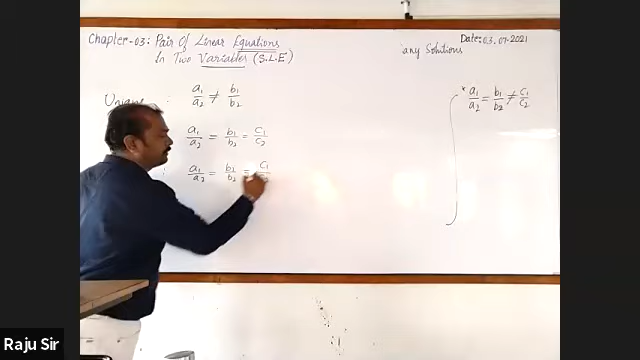 Chapter-03: Pair Of Linear Equations
In Two Variables (S.L.E)
Date: 03.07-2021
any Solutions
a₁/a₂ ≠ b₁/b₂
a₁/a₂ = b₁/b₂ = c₁/c₂
a₁/a₂ = b₁/b₂ = c₁
* a₁/a₂ = b₁/b₂ ≠ c₁/c₂
Raju Sir